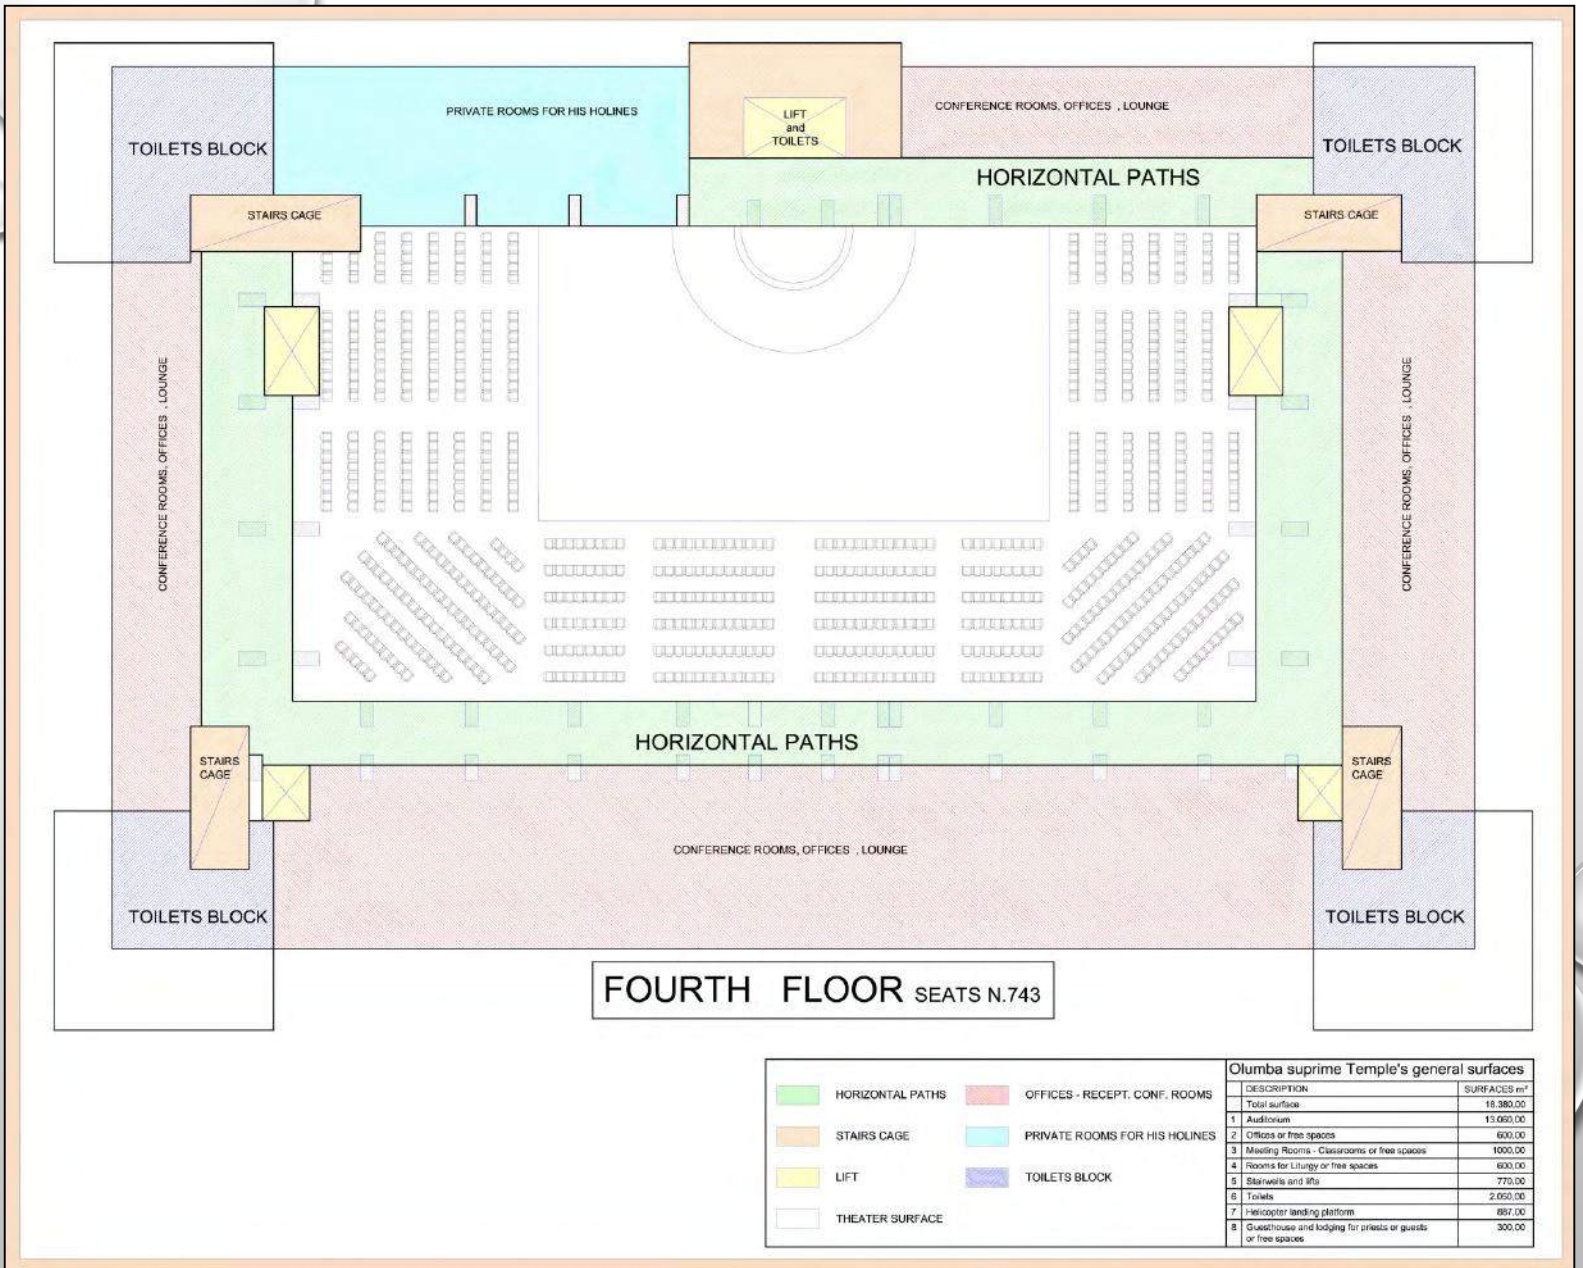 PRIVATE ROOMS FOR HIS HOLINES
LIFT
and
TOILETS
CONFERENCE ROOMS, OFFICES , LOUNGE
TOILETS BLOCK
TOILETS BLOCK
HORIZONTAL PATHS
STAIRS CAGE
STAIRS CAGE
CONFERENCE ROOMS, OFFICES , LOUNGE
CONFERENCE ROOMS, OFFICES , LOUNGE
HORIZONTAL PATHS
STAIRS
CAGE
STAIRS
CAGE
CONFERENCE ROOMS, OFFICES , LOUNGE
TOILETS BLOCK
TOILETS BLOCK
FOURTH FLOOR SEATS N.743
HORIZONTAL PATHS
OFFICES - RECEPT. CONF. ROOMS
STAIRS CAGE
PRIVATE ROOMS FOR HIS HOLINES
LIFT
TOILETS BLOCK
THEATER SURFACE
Olumba suprime Temple's general surfaces
DESCRIPTION SURFACES m²
Total surface 18.380,00
1 Auditorium 13.060,00
2 Offices or free spaces 600,00
3 Meeting Rooms - Classrooms or free spaces 1000,00
4 Rooms for Liturgy or free spaces 600,00
5 Stairwells and lifts 770,00
6 Toilets 2.050,00
7 Helicopter landing platform 887,00
8 Guesthouse and lodging for priests or guests 300,00
or free spaces